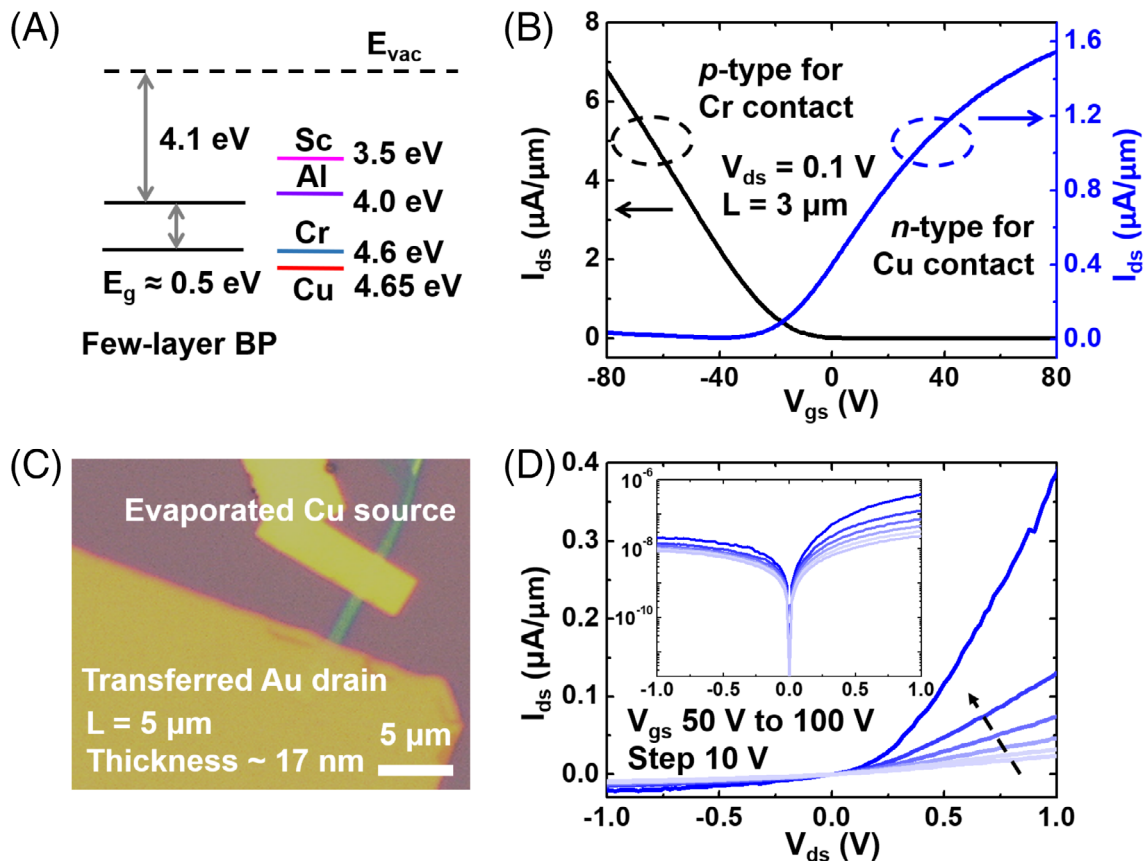 (A)
E_vac
4.1 eV
Sc
3.5 eV
Al
4.0 eV
Cr
4.6 eV
Cu
4.65 eV
E_g ≈ 0.5 eV
Few-layer BP
(B)
I_ds (μA/μm)
8
6
4
2
0
p-type for
Cr contact
V_ds = 0.1 V
L = 3 μm
n-type for
Cu contact
1.6
1.2
0.8
0.4
0.0
I_ds (μA/μm)
-80
-40
0
40
80
V_gs (V)
(C)
Evaporated Cu source
Transferred Au drain
L = 5 μm
Thickness ~ 17 nm
5 μm
(D)
I_ds (μA/μm)
0.4
0.3
0.2
0.1
0.0
10^-6
10^-8
10^-10
-1.0
-0.5
0.0
0.5
1.0
V_gs 50 V to 100 V
Step 10 V
-1.0
-0.5
0.0
0.5
1.0
V_ds (V)